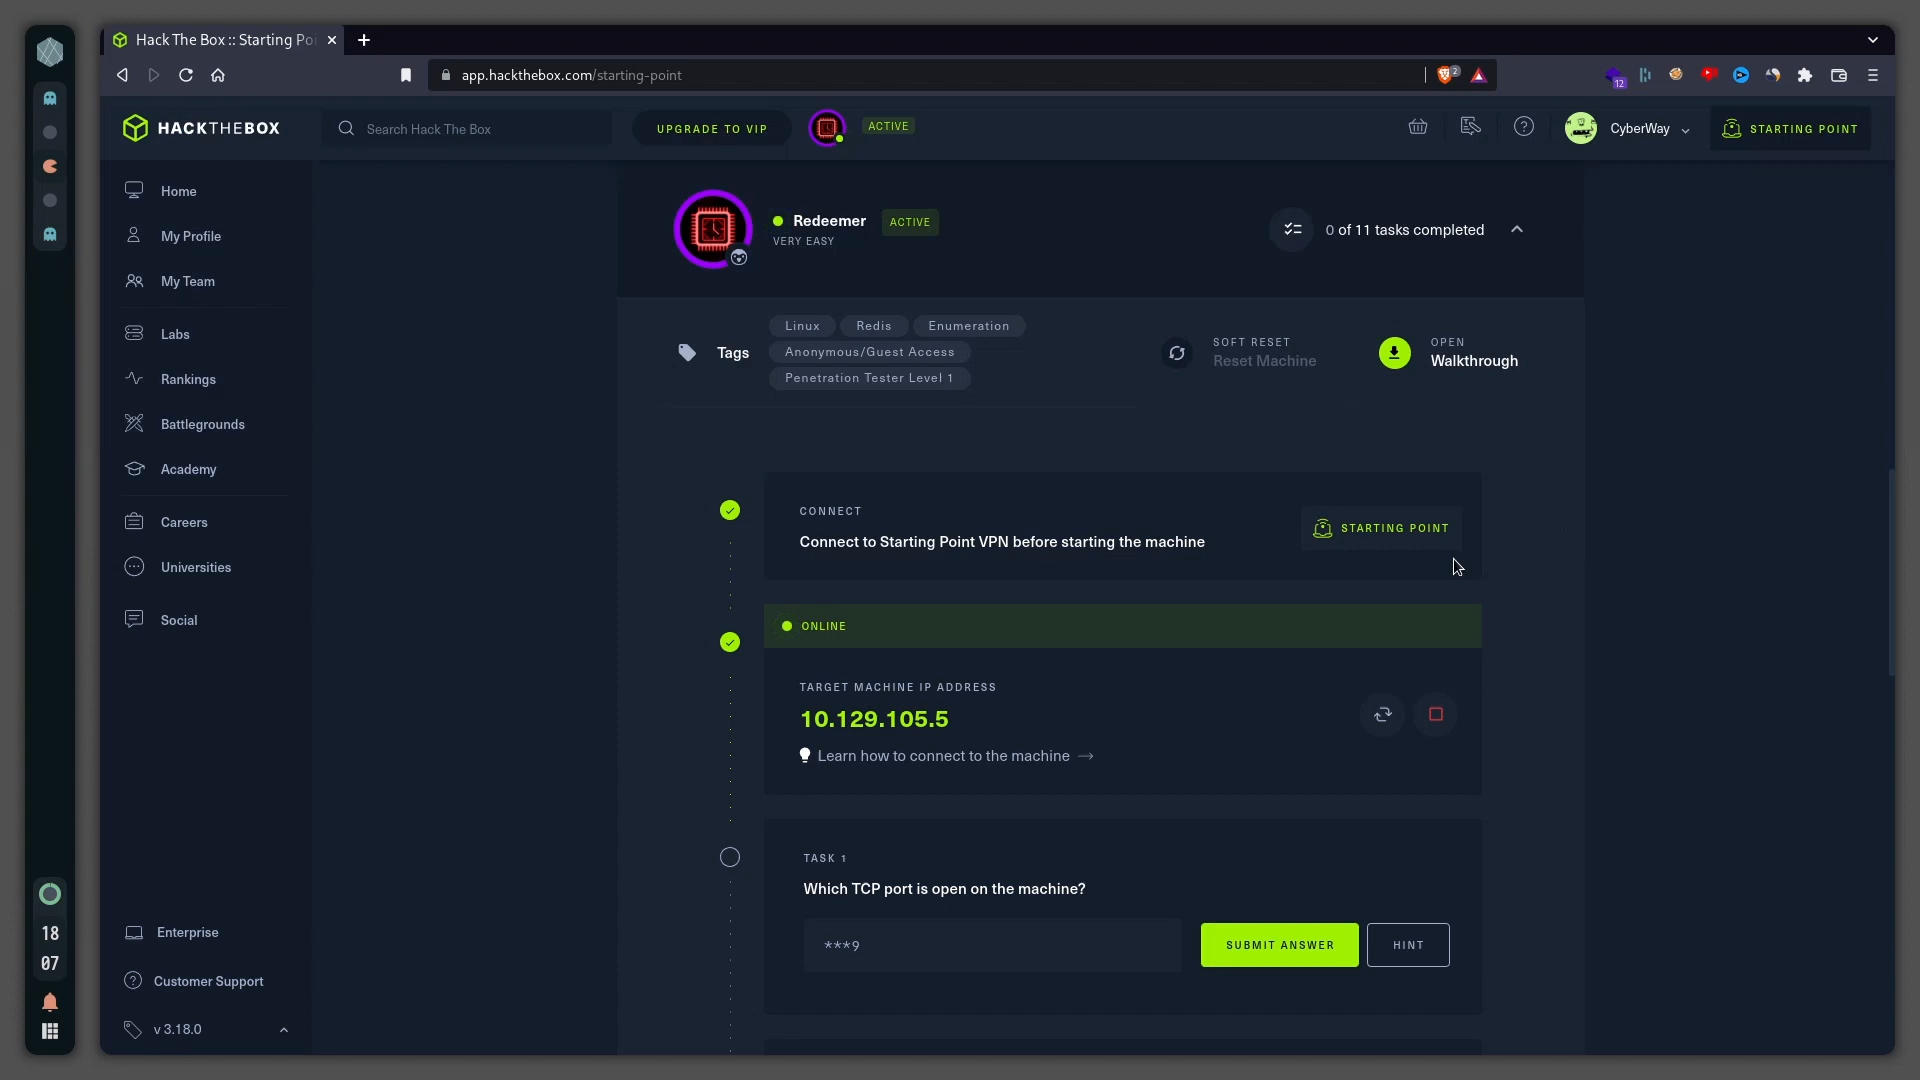 Hack The Box :: Starting Poi
app.hackthebox.com/starting-point
2
12
HACKTHEBOX
Search Hack The Box
UPGRADE TO VIP
ACTIVE
CyberWay
STARTING POINT
Home
My Profile
My Team
Labs
Rankings
Battlegrounds
Academy
Careers
Universities
Social
Enterprise
Customer Support
v 3.18.0
18
07
Redeemer
ACTIVE
VERY EASY
0 of 11 tasks completed
Tags
Linux
Redis
Enumeration
Anonymous/Guest Access
Penetration Tester Level 1
SOFT RESET
Reset Machine
OPEN
Walkthrough
CONNECT
Connect to Starting Point VPN before starting the machine
STARTING POINT
ONLINE
TARGET MACHINE IP ADDRESS
10.129.105.5
Learn how to connect to the machine →
TASK 1
Which TCP port is open on the machine?
***9
SUBMIT ANSWER
HINT